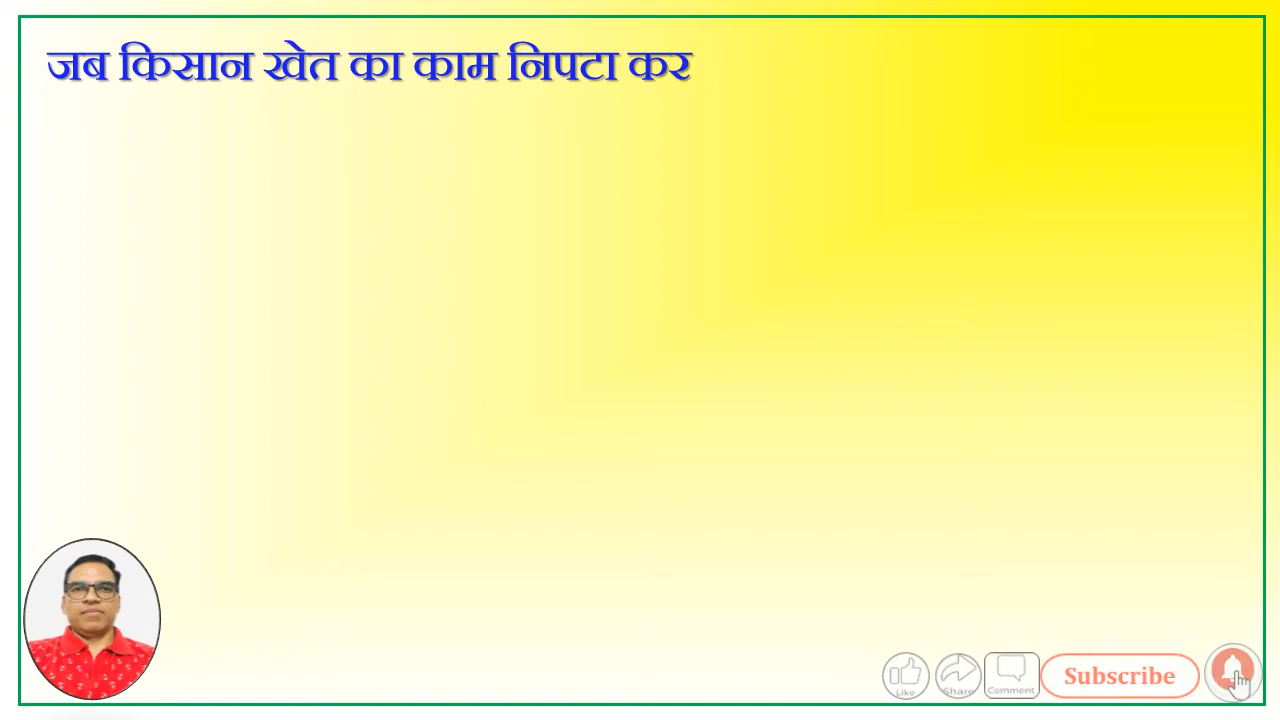 जब किसान खेत का काम निपटा कर
Like
Share
Comment
Subscribe